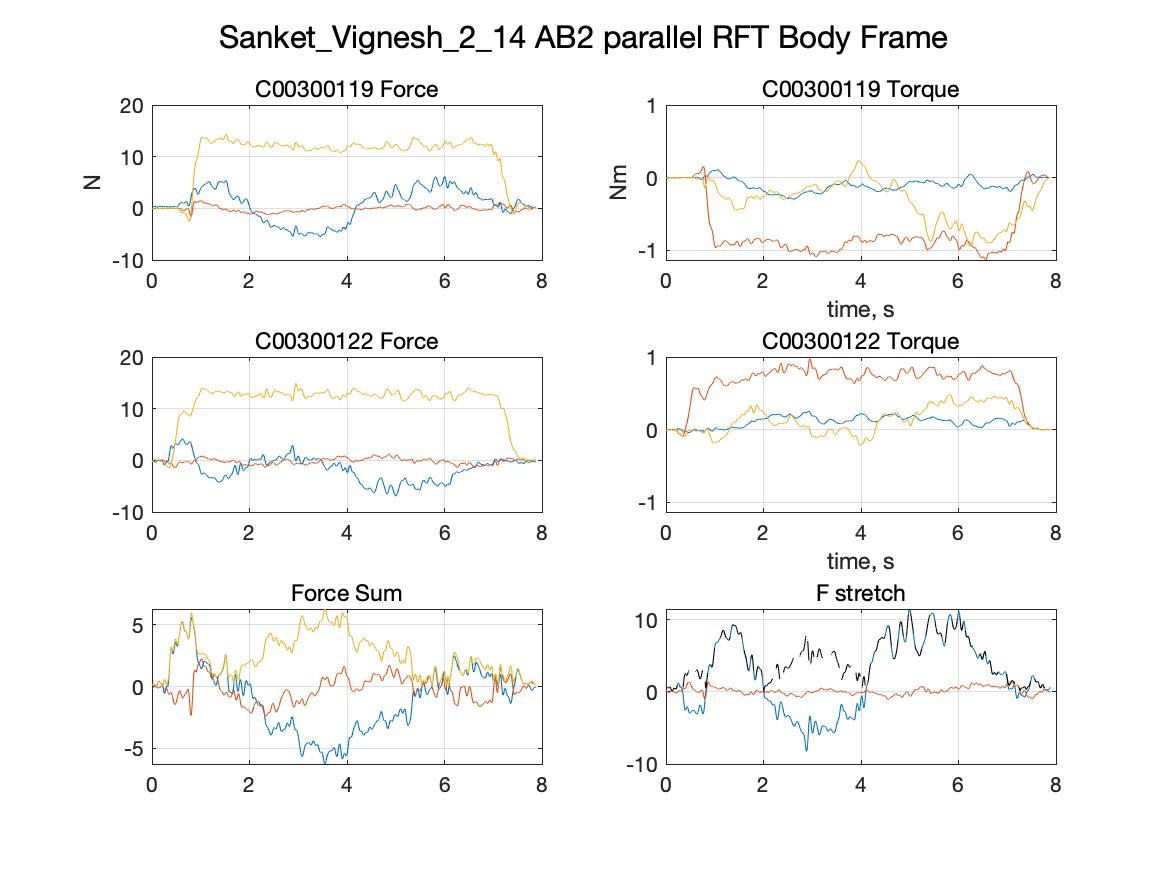 Sanket_Vignesh_2_14 AB2 parallel RFT Body Frame
C00300119 Force
20
10
0
-10
N
0 2 4 6 8
C00300119 Torque
1
0
-1
Nm
0 2 4 6 8
time, s
C00300122 Force
20
10
0
-10
0 2 4 6 8
C00300122 Torque
1
0
-1
0 2 4 6 8
time, s
Force Sum
5
0
-5
0 2 4 6 8
F stretch
10
0
-10
0 2 4 6 8